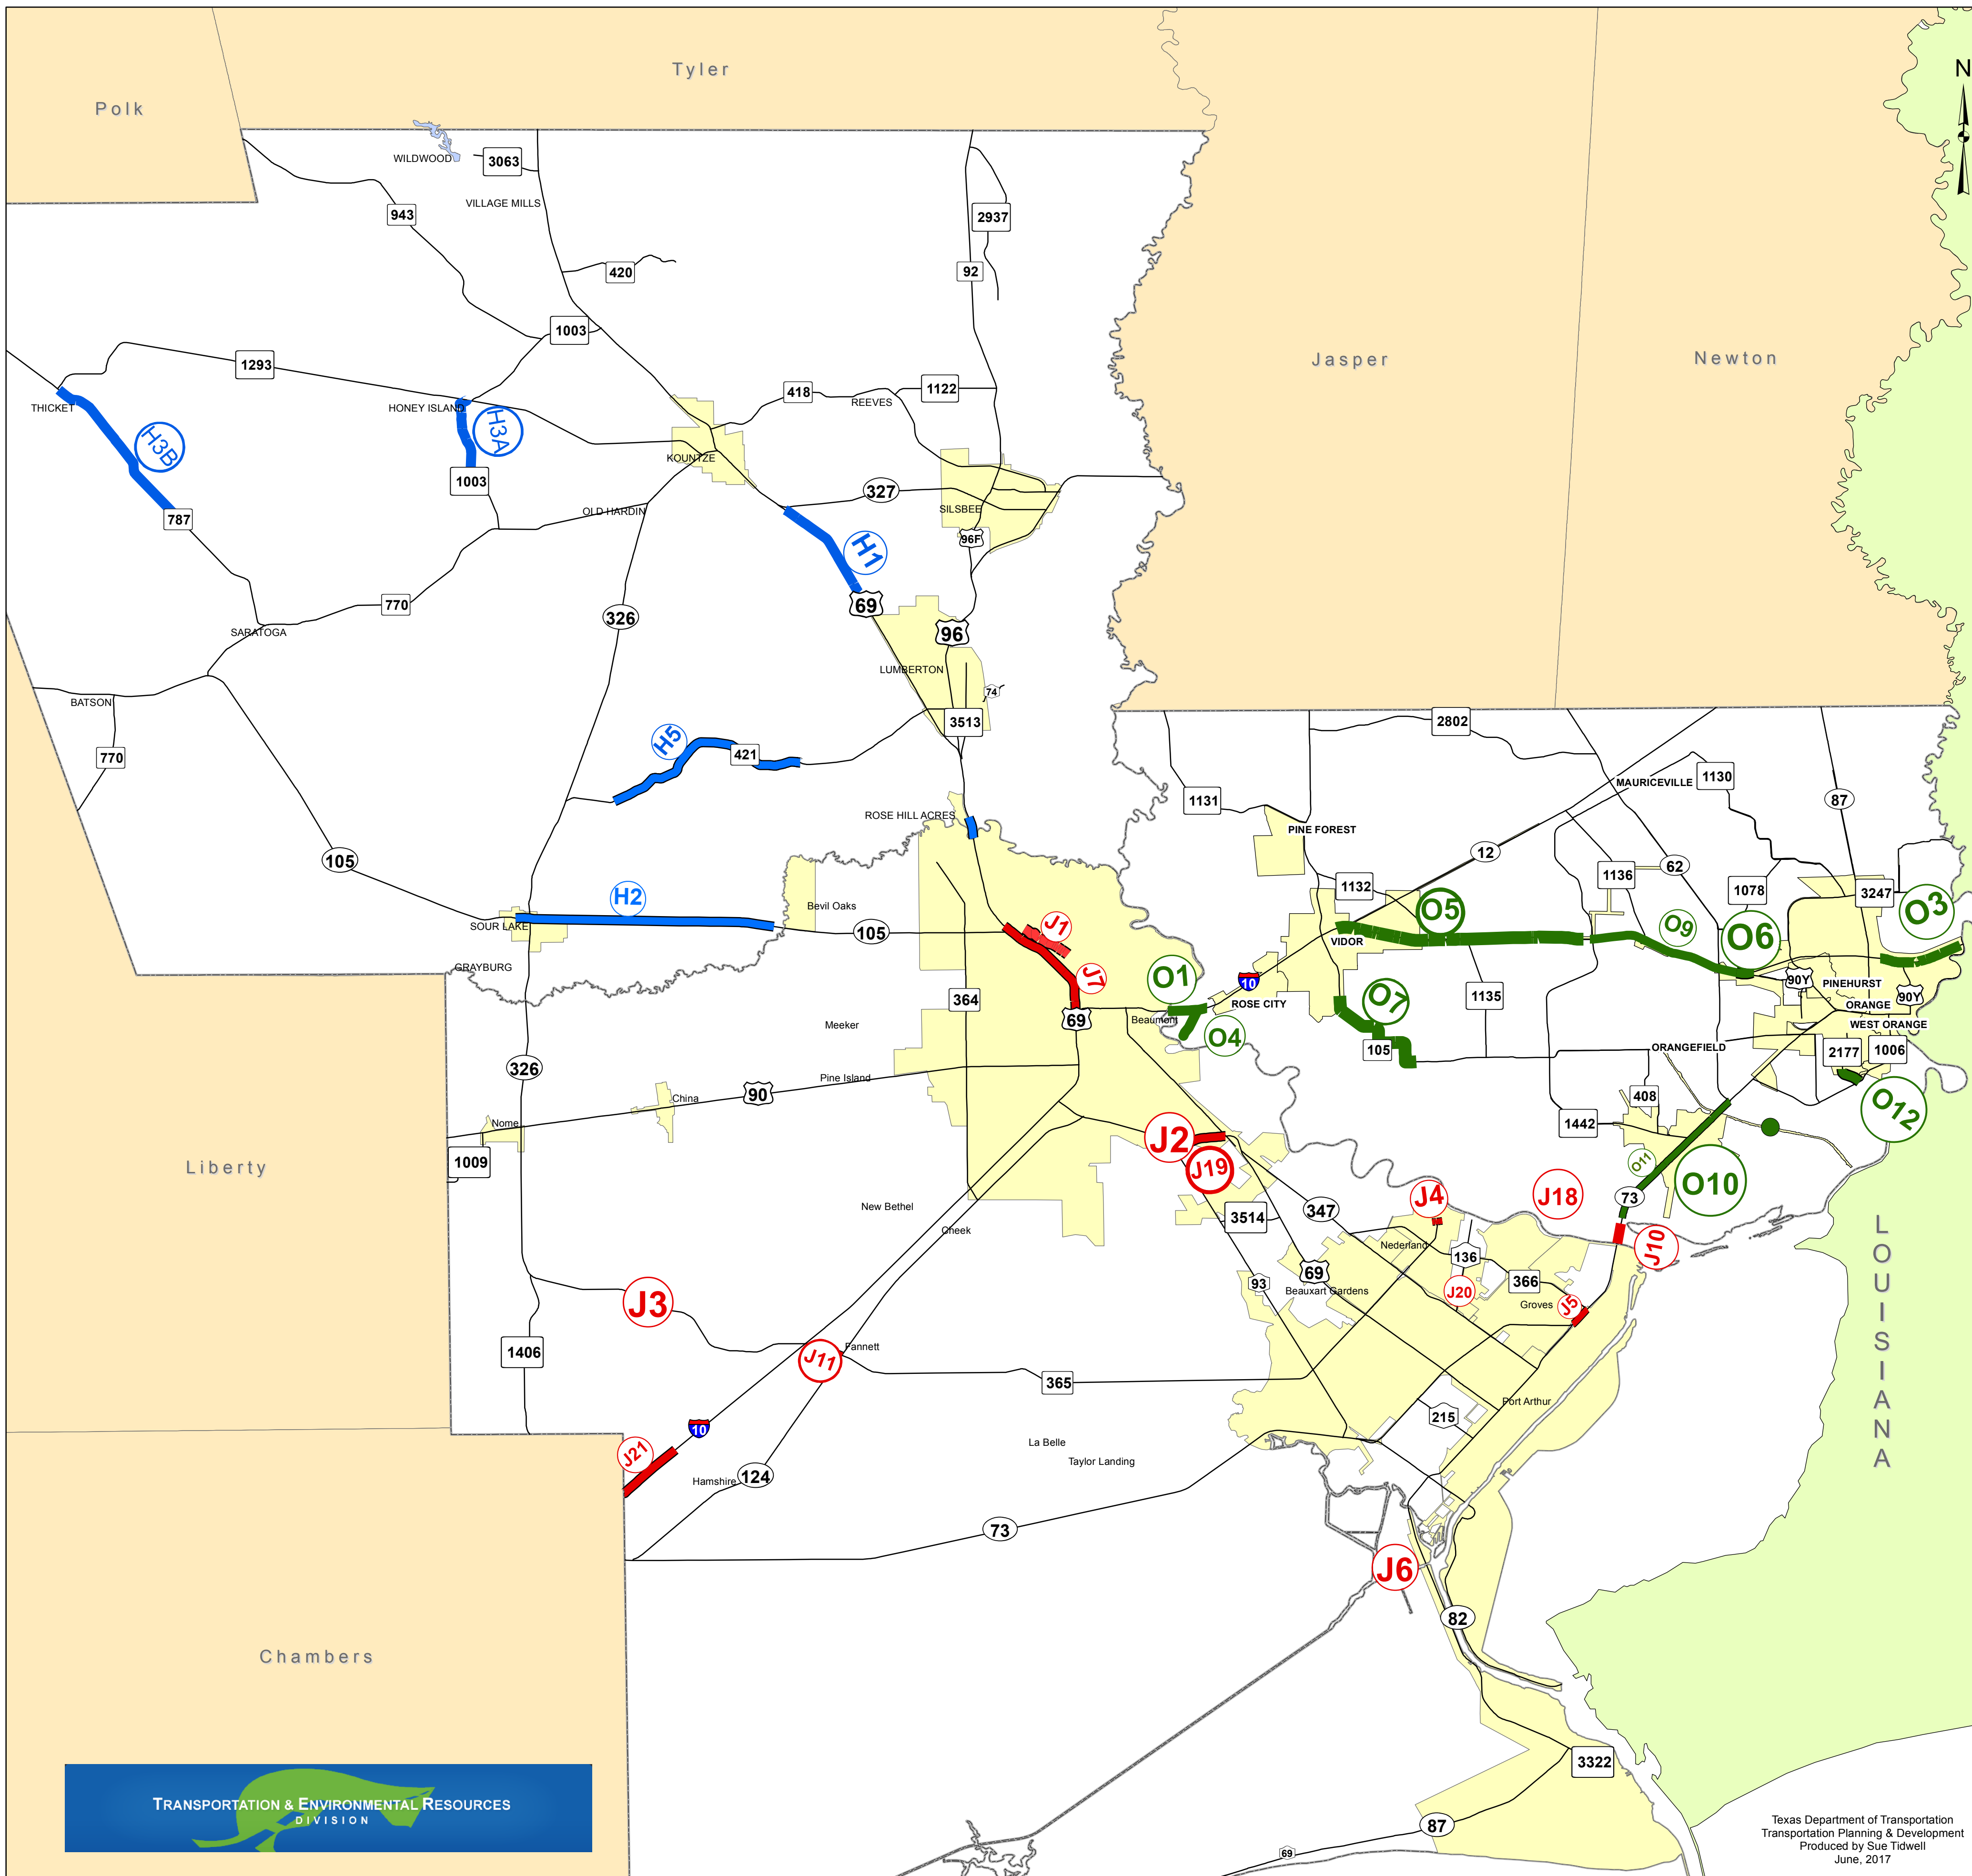 N
Tyler
Polk
WILDWOOD
3063
VILLAGE MILLS
943
2937
420
92
1003
Jasper
Newton
1293
418
1122
REEVES
THICKET
HONEY ISLAND
H3A
H3B
KOUNTZE
1003
327
OLD HARDIN
SILSBEE
787
96F
H1
69
770
326
96
SARATOGA
LUMBERTON
74
BATSON
3513
2802
H5
421
770
MAURICEVILLE
1130
1131
87
ROSE HILL ACRES
PINE FOREST
12
105
62
1136
1132
1078
3247
H2
Bevil Oaks
O5
O3
SOUR LAKE
105
J1
O9
O6
VIDOR
GRAYBURG
J7
O1
10
90Y
PINEHURST
364
ROSE CITY
O7
1135
90Y
ORANGE
Meeker
69
Beaumont
O4
WEST ORANGE
105
ORANGEFIELD
2177
1006
326
Pine Island
China
90
408
O12
Nome
1442
J2
1009
J19
O11
Liberty
O10
J4
J18
73
New Bethel
3514
347
Cheek
Nederland
J10
136
69
366
93
Beauxart Gardens
J20
J3
Groves
J5
LOUISIANA
1406
Fannett
J11
365
Port Arthur
215
10
La Belle
J21
Taylor Landing
Hamshire
124
73
J6
82
Chambers
3322
TRANSPORTATION & ENVIRONMENTAL RESOURCES
DIVISION
87
69
Texas Department of Transportation
Transportation Planning & Development
Produced by Sue Tidwell
June, 2017